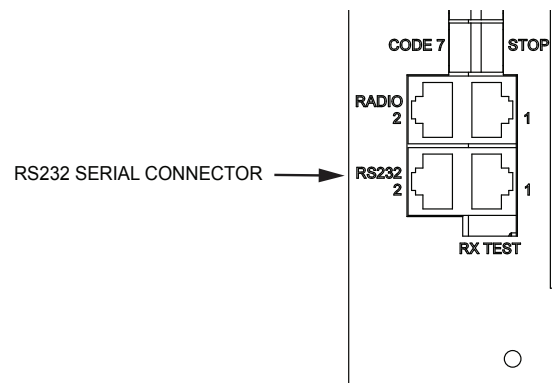 CODE 7 STOP
RADIO
2 1
RS232 SERIAL CONNECTOR RS232
2 1
RX TEST